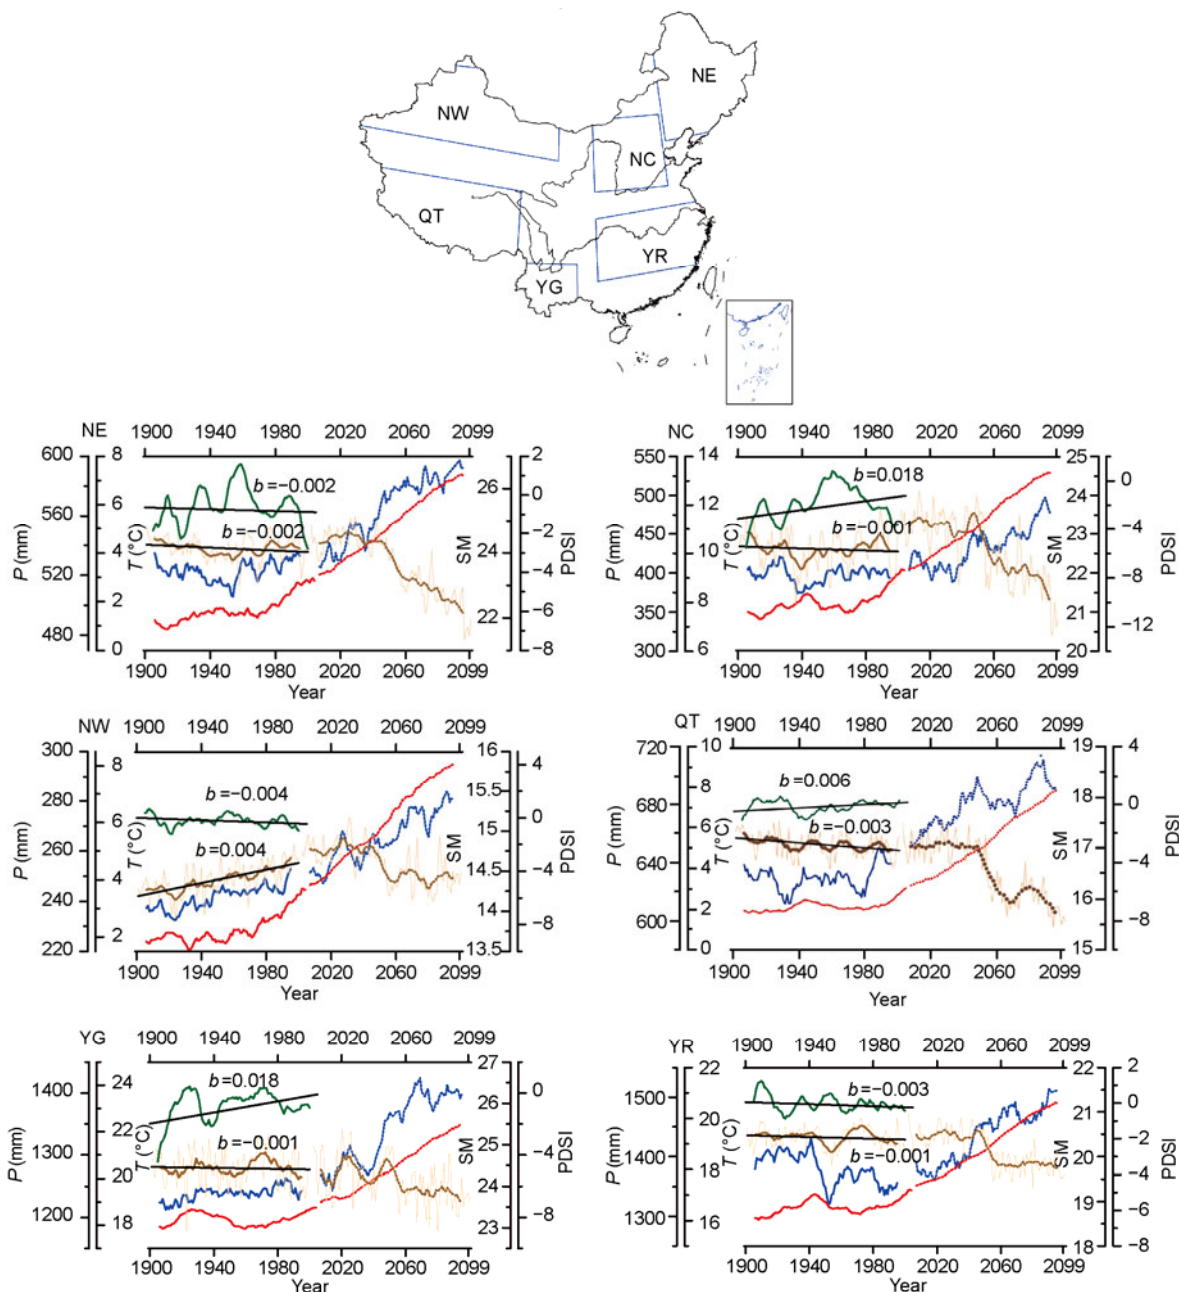 NE
NW
NC
QT
YR
YG
NE
1900 1940 1980 2020 2060 2099
600 8 2
6 26 0
b=−0.002
560 −2
b=−0.002
P (mm) 4 T (°C) 24 SM PDSI
520 −4
2 22 −6
480 0 −8
1900 1940 1980 2020 2060 2099
Year
NC
1900 1940 1980 2020 2060 2099
550 14 25
b=0.018 0
500 12 24
b=−0.001 −4
450 23
P (mm) 10 T (°C) SM PDSI
400 22 −8
8
350 21
−12
300 6 20
1900 1940 1980 2020 2060 2099
Year
NW
1900 1940 1980 2020 2060 2099
300 16
8 4
15.5
280 b=−0.004
6 15 0
P (mm) 260 T (°C) b=0.004 SM PDSI
14.5 −4
4
240 14
−8
2
220 13.5
1900 1940 1980 2020 2060 2099
Year
QT
1900 1940 1980 2020 2060 2099
720 10 19 4
8 b=0.006 18
680 0
6 b=−0.003
P (mm) T (°C) 17 SM PDSI
640 4 −4
16
2 −8
600
0 15
1900 1940 1980 2020 2060 2099
Year
YG
1900 1940 1980 2020 2060 2099
27
1400 24 b=0.018 0
26
22
P (mm) 1300 T (°C) b=−0.001 25 SM PDSI
20 −4
24
1200 18 −8
23
1900 1940 1980 2020 2060 2099
Year
YR
1900 1940 1980 2020 2060 2099
22 22 2
1500 b=−0.003
20 21 0
P (mm) T (°C) −2
1400 b=−0.001 20 SM PDSI
18 −4
19
1300 16 −6
18 −8
1900 1940 1980 2020 2060 2099
Year